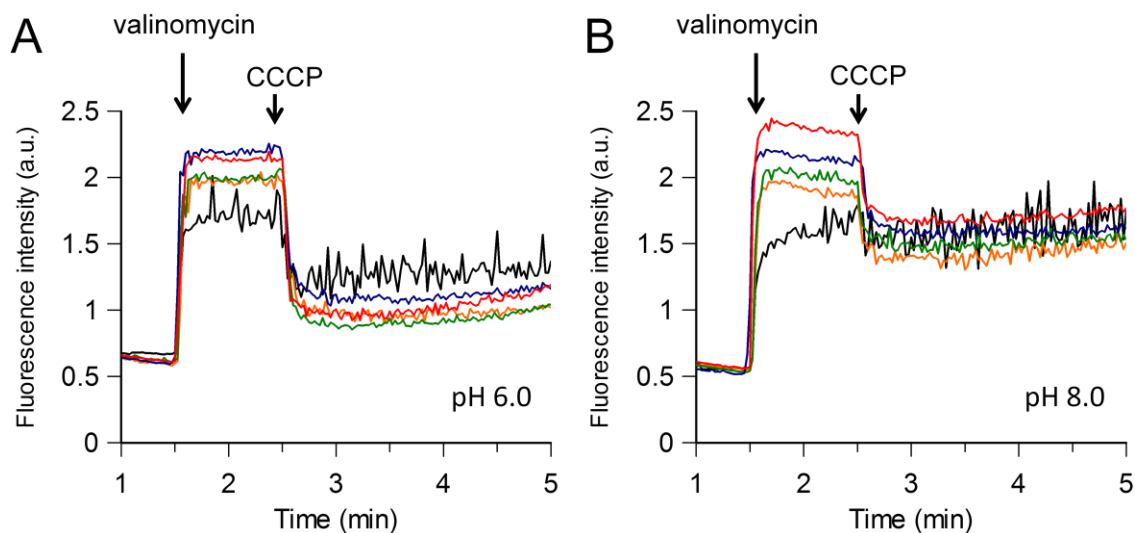 A
valinomycin
CCCP
Fluorescence intensity (a.u.)
2.5
2
1.5
1
0.5
0
pH 6.0
1 2 3 4 5
Time (min)
B
valinomycin
CCCP
Fluorescence intensity (a.u.)
2.5
2
1.5
1
0.5
0
pH 8.0
1 2 3 4 5
Time (min)